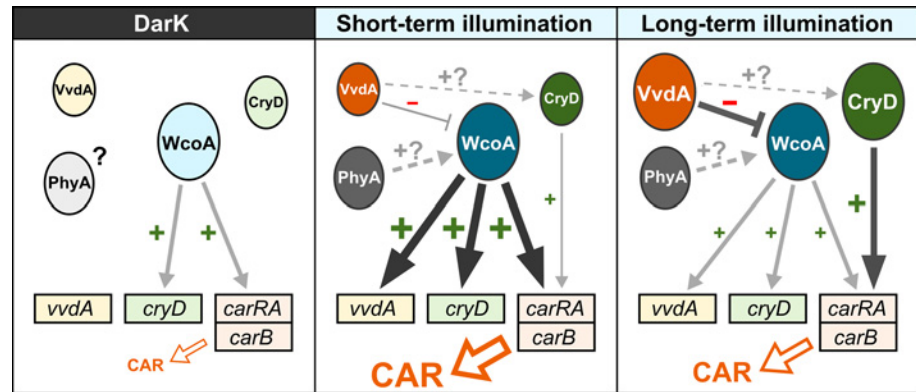 DarK
VvdA
CryD
WcoA
PhyA
?
+
+
vvdA
cryD
carRA
carB
CAR
Short-term illumination
VvdA
+?
CryD
-
WcoA
PhyA
+?
+
+
+
+
vvdA
cryD
carRA
carB
CAR
Long-term illumination
VvdA
+?
CryD
-
WcoA
PhyA
+?
+
+
+
+
vvdA
cryD
carRA
carB
CAR